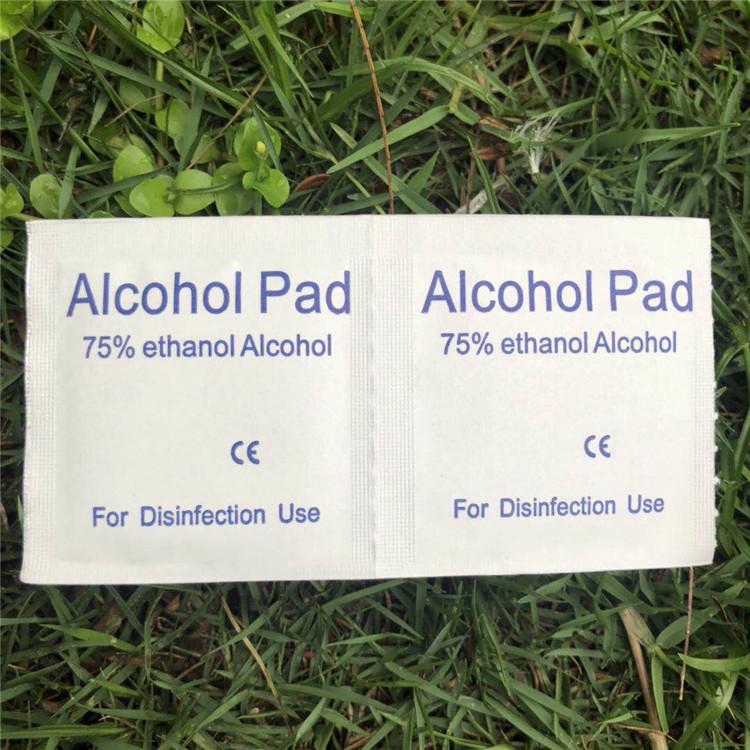 Alcohol Pad
75% ethanol Alcohol
CE
For Disinfection Use
Alcohol Pad
75% ethanol Alcohol
CE
For Disinfection Use